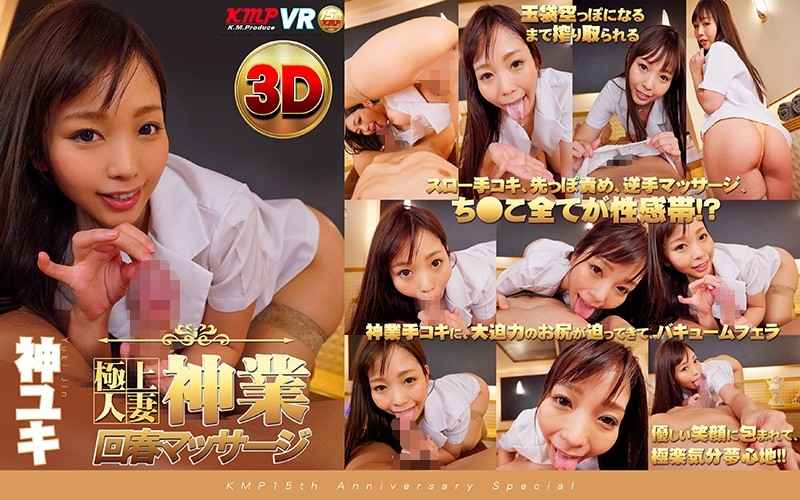 KMP VR
K.M.Produce
15th
KMP
3D
神ユキ
Yuki Jin
極上
人妻
神業
回春マッサージ
玉袋空っぽになる
まで搾り取られる
スロー手コキ、先っぽ責め、逆手マッサージ、
ち●こ全てが性感帯!?
神業手コキに、大迫力のお尻が迫ってきて、バキュームフェラ
優しい笑顔に包まれて、
極楽気分夢心地!!
KMP15th Anniversary Special